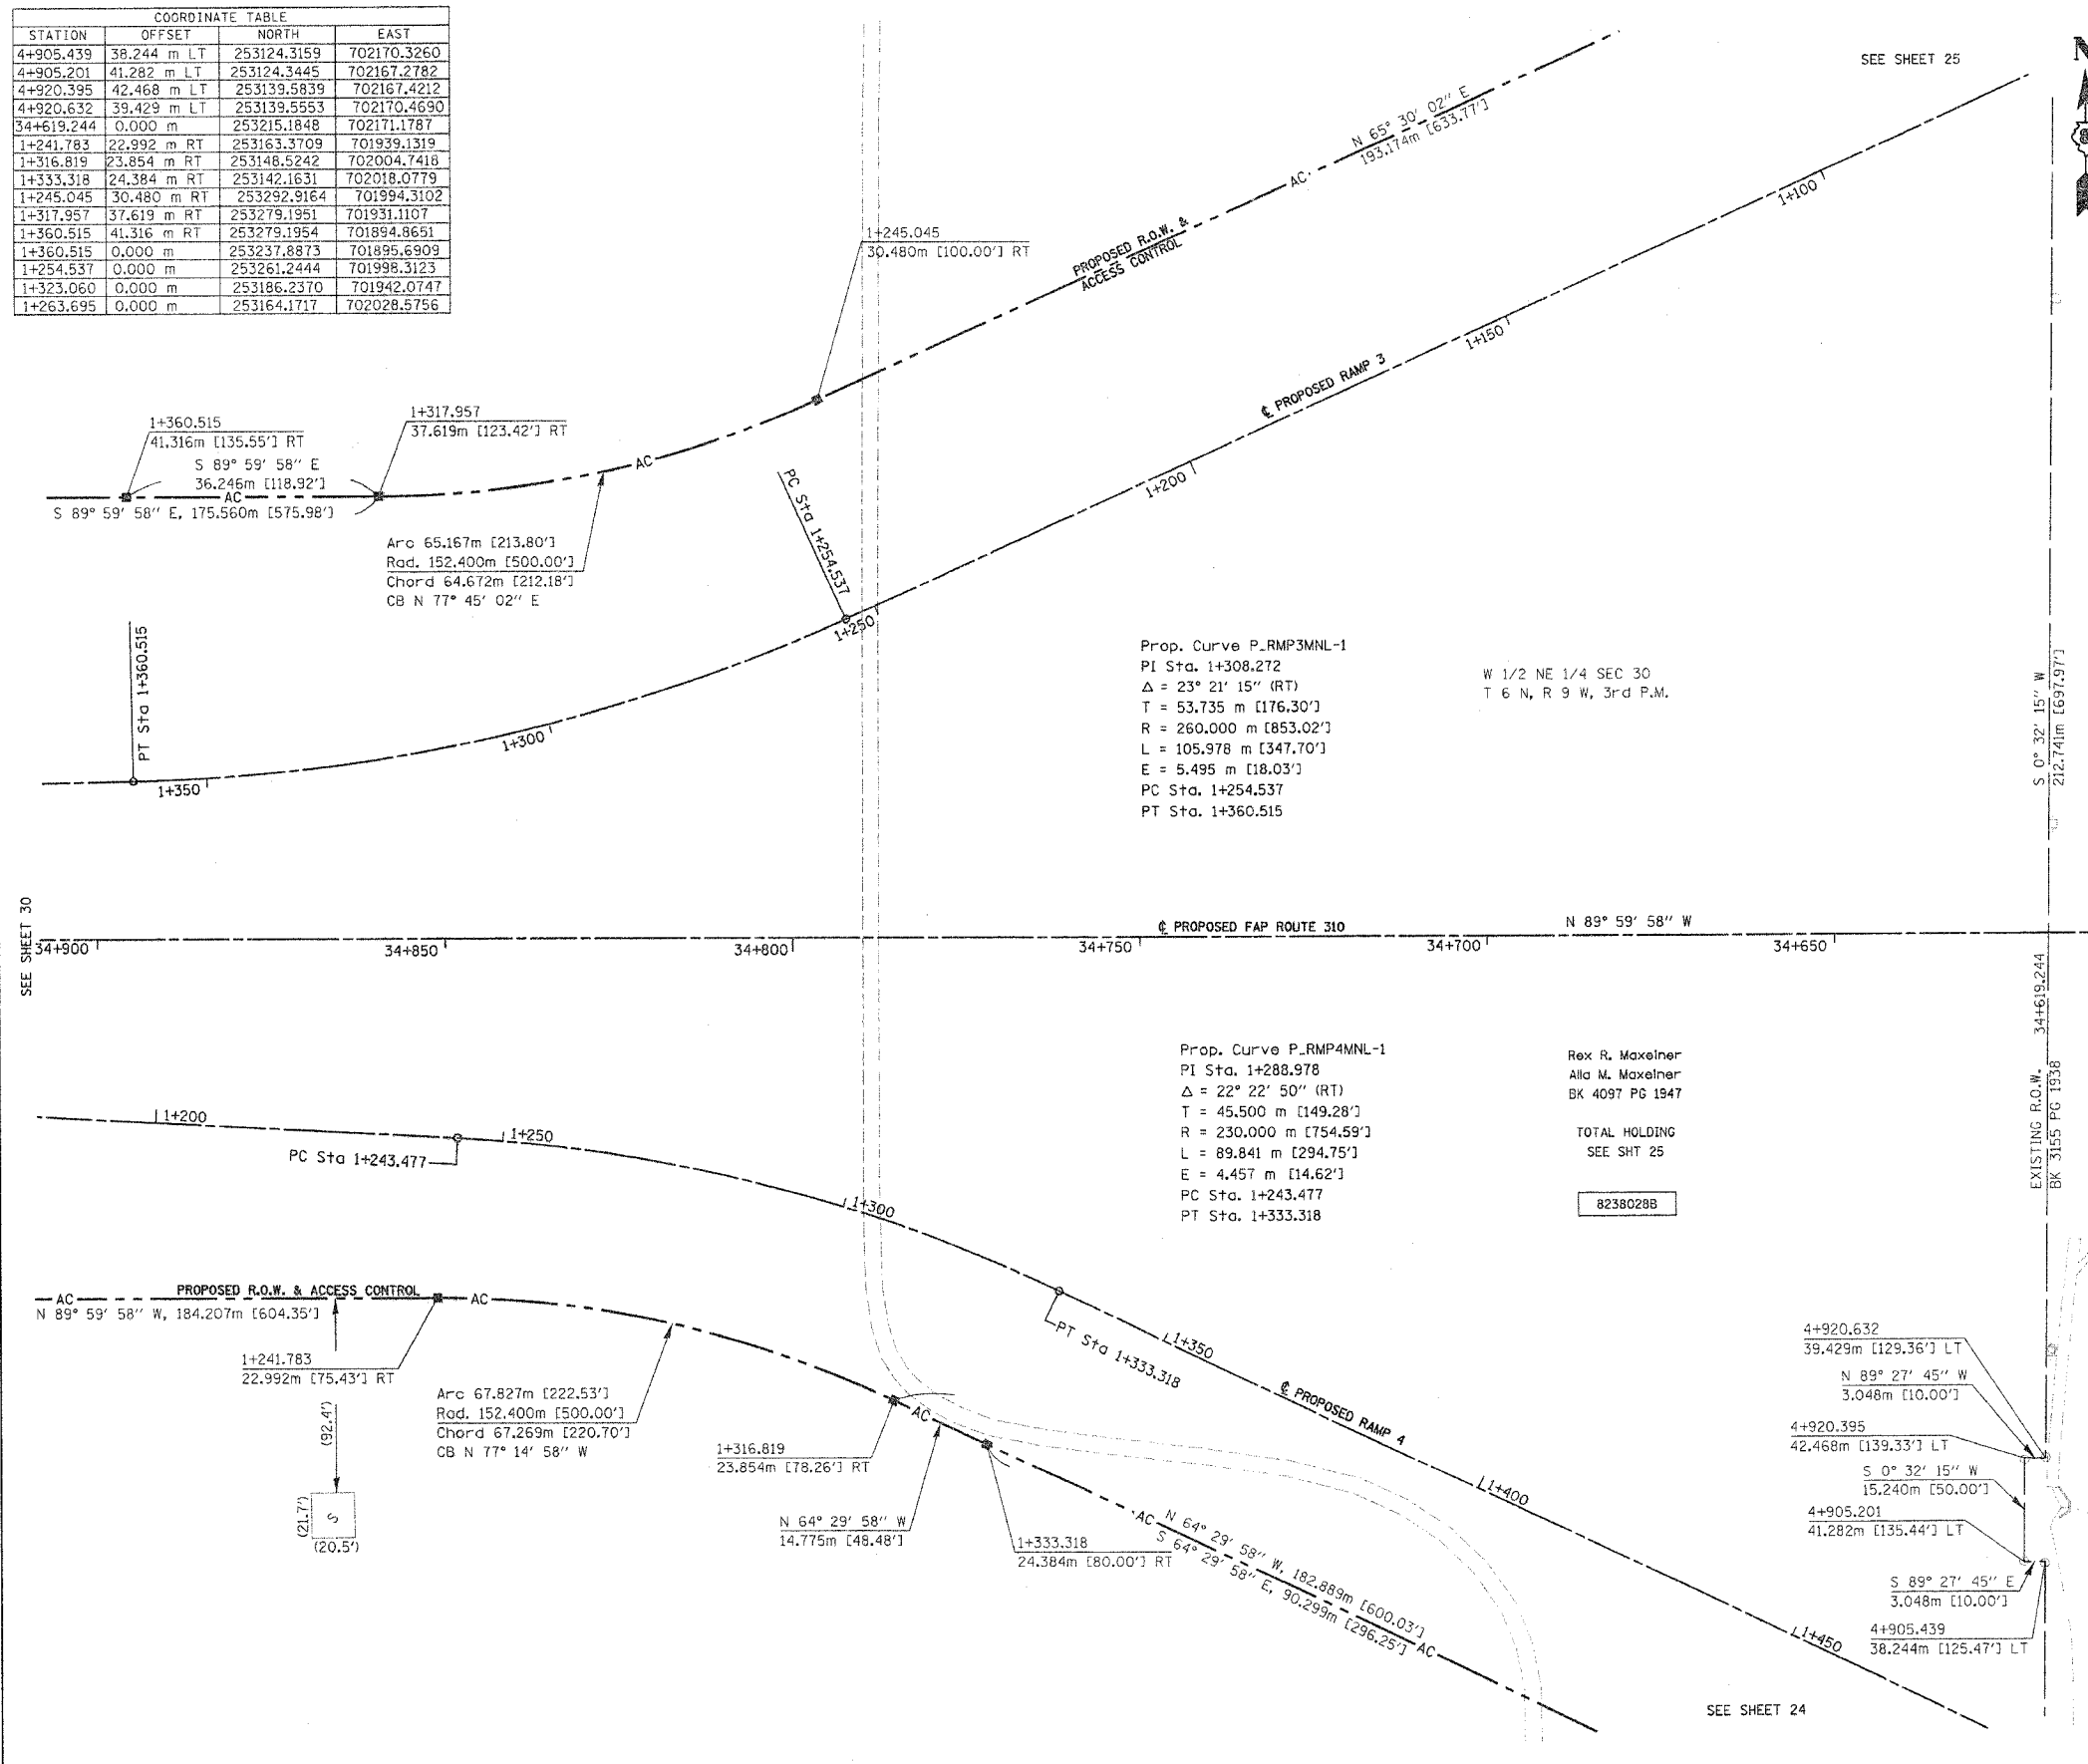 COORDINATE TABLE
STATION OFFSET NORTH EAST
4+905.439 38.244 m LT 253124.3159 702170.3260
4+905.201 41.282 m LT 253124.3445 702167.2782
4+920.395 42.468 m LT 253139.5839 702167.4212
4+920.632 39.429 m LT 253139.5553 702170.4690
34+619.244 0.000 m 253215.1848 702171.1787
1+241.783 22.992 m RT 253163.3709 701939.1319
1+316.819 23.854 m RT 253148.5242 702004.7418
1+333.318 24.384 m RT 253142.1631 702018.0779
1+245.045 30.480 m RT 253292.9164 701994.3102
1+317.957 37.619 m RT 253279.1951 701931.1107
1+360.515 41.316 m RT 253279.1954 701894.8651
1+360.515 0.000 m 253237.8873 701895.6909
1+254.537 0.000 m 253261.2444 701998.3123
1+323.060 0.000 m 253186.2370 701942.0747
1+263.695 0.000 m 253164.1717 702028.5756
SEE SHEET 25
N
N 65° 30' 02" E
193.174m [633.77']
AC
1+100
PROPOSED R.O.W. &
ACCESS CONTROL
1+245.045
30.480m [100.00'] RT
1+150
℄ PROPOSED RAMP 3
1+200
1+360.515
41.316m [135.55'] RT
S 89° 59' 58" E
36.246m [118.92']
AC
S 89° 59' 58" E, 175.560m [575.98']
1+317.957
37.619m [123.42'] RT
AC
Arc 65.167m [213.80']
Rad. 152.400m [500.00']
Chord 64.672m [212.18']
CB N 77° 45' 02" E
PC Sta 1+254.537
1+250
PT Sta 1+360.515
1+300
1+350
Prop. Curve P_RMP3MNL-1
PI Sta. 1+308.272
Δ = 23° 21' 15" (RT)
T = 53.735 m [176.30']
R = 260.000 m [853.02']
L = 105.978 m [347.70']
E = 5.495 m [18.03']
PC Sta. 1+254.537
PT Sta. 1+360.515
W 1/2 NE 1/4 SEC 30
T 6 N, R 9 W, 3rd P.M.
S 0° 32' 15" W
212.741m [697.97']
SEE SHEET 30
℄ PROPOSED FAP ROUTE 310
N 89° 59' 58" W
34+900
34+850
34+800
34+750
34+700
34+650
34+619.244
EXISTING R.O.W.
BK 3155 PG 1938
Prop. Curve P_RMP4MNL-1
PI Sta. 1+288.978
Δ = 22° 22' 50" (RT)
T = 45.500 m [149.28']
R = 230.000 m [754.59']
L = 89.841 m [294.75']
E = 4.457 m [14.62']
PC Sta. 1+243.477
PT Sta. 1+333.318
Rex R. Maxeiner
Alla M. Maxeiner
BK 4097 PG 1947
TOTAL HOLDING
SEE SHT 25
8238028B
1+200
1+250
PC Sta 1+243.477
1+300
PT Sta 1+333.318
1+350
℄ PROPOSED RAMP 4
1+400
1+450
AC
PROPOSED R.O.W. & ACCESS CONTROL
AC
N 89° 59' 58" W, 184.207m [604.35']
1+241.783
22.992m [75.43'] RT
(92.4')
(21.7')
S
(20.5')
Arc 67.827m [222.53']
Rad. 152.400m [500.00']
Chord 67.269m [220.70']
CB N 77° 14' 58" W
1+316.819
23.854m [78.26'] RT
AC
N 64° 29' 58" W
14.775m [48.48']
1+333.318
24.384m [80.00'] RT
AC
N 64° 29' 58" W, 182.889m [600.03']
S 64° 29' 58" E, 90.299m [296.25']
AC
4+920.632
39.429m [129.36'] LT
N 89° 27' 45" W
3.048m [10.00']
4+920.395
42.468m [139.33'] LT
S 0° 32' 15" W
15.240m [50.00']
4+905.201
41.282m [135.44'] LT
S 89° 27' 45" E
3.048m [10.00']
4+905.439
38.244m [125.47'] LT
SEE SHEET 24